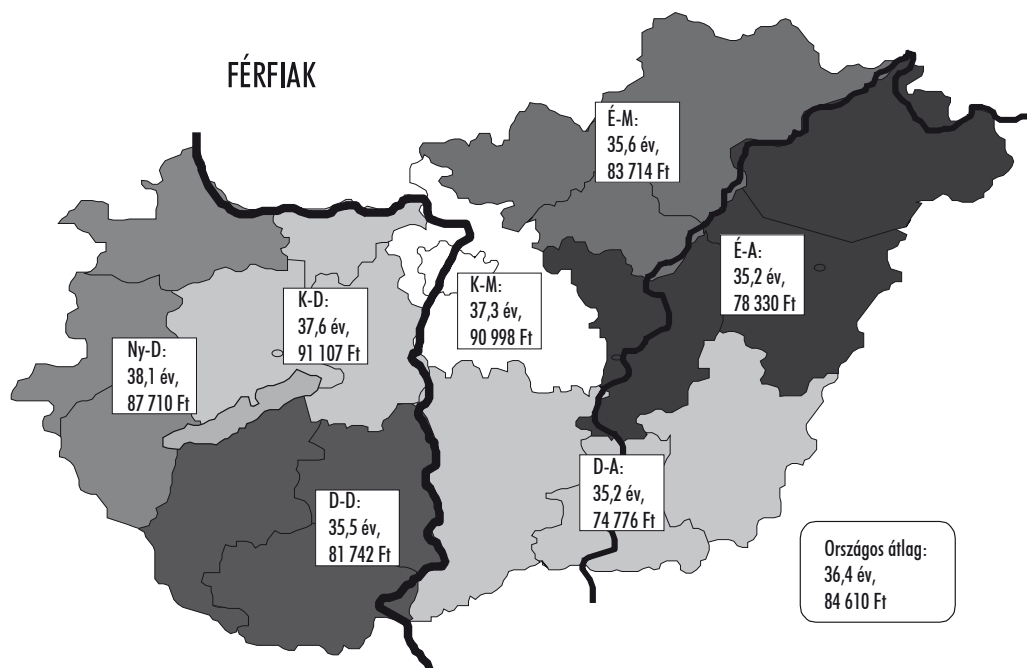 FÉRFIAK
É-M:
35,6 év,
83 714 Ft
É-A:
35,2 év,
78 330 Ft
K-D:
37,6 év,
91 107 Ft
K-M:
37,3 év,
90 998 Ft
Ny-D:
38,1 év,
87 710 Ft
D-D:
35,5 év,
81 742 Ft
D-A:
35,2 év,
74 776 Ft
Országos átlag:
36,4 év,
84 610 Ft